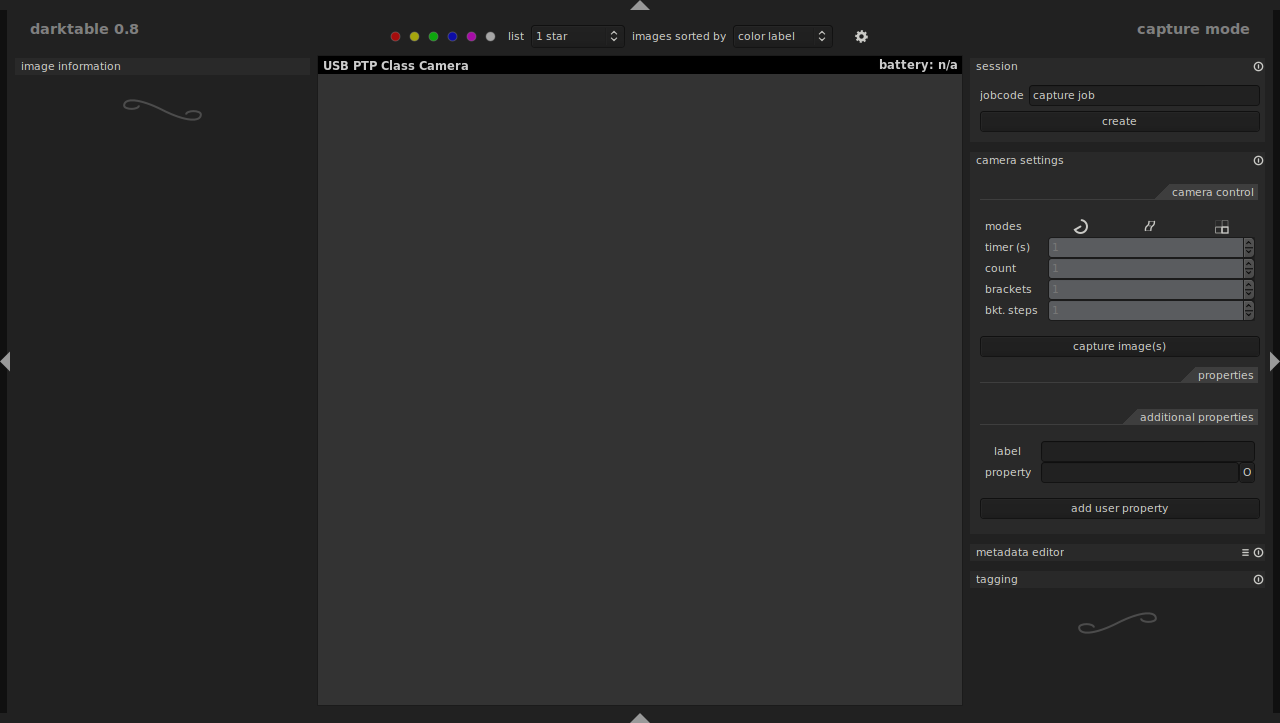 darktable 0.8
list 1 star images sorted by color label
capture mode
image information
USB PTP Class Camera battery: n/a
session
jobcode capture job
create
camera settings
camera control
modes
timer (s) 1
count 1
brackets 1
bkt. steps 1
capture image(s)
properties
additional properties
label
property O
add user property
metadata editor
tagging